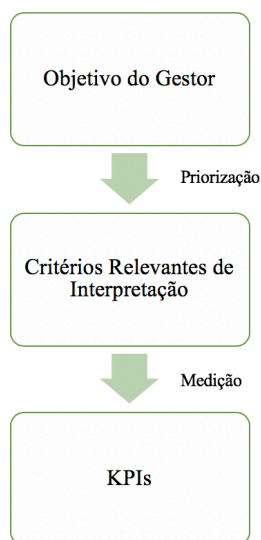 Objetivo do Gestor
Priorização
Critérios Relevantes de
Interpretação
Medição
KPIs